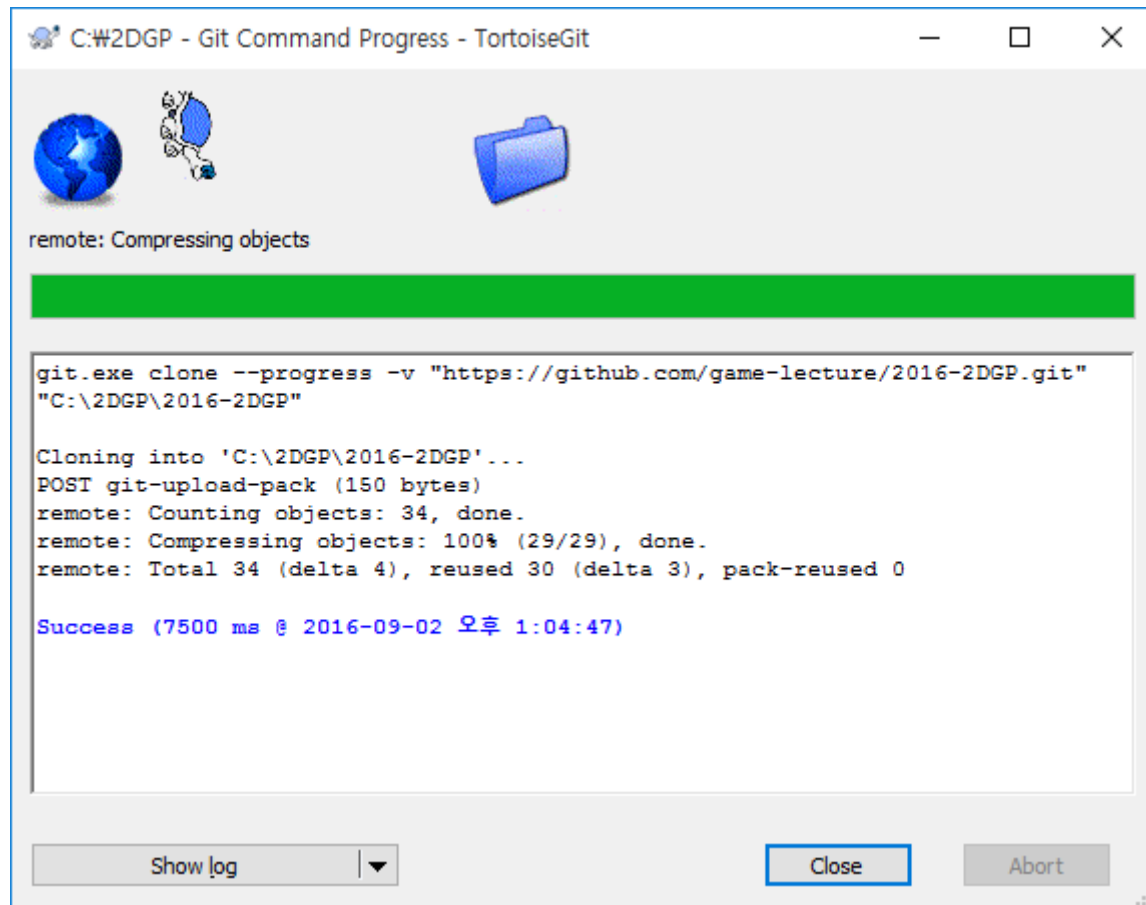 C:₩2DGP - Git Command Progress - TortoiseGit
remote: Compressing objects
git.exe clone --progress -v "https://github.com/game-lecture/2016-2DGP.git"
"C:\2DGP\2016-2DGP"
Cloning into 'C:\2DGP\2016-2DGP'...
POST git-upload-pack (150 bytes)
remote: Counting objects: 34, done.
remote: Compressing objects: 100% (29/29), done.
remote: Total 34 (delta 4), reused 30 (delta 3), pack-reused 0
Success (7500 ms @ 2016-09-02 오후 1:04:47)
Show log
Close
Abort